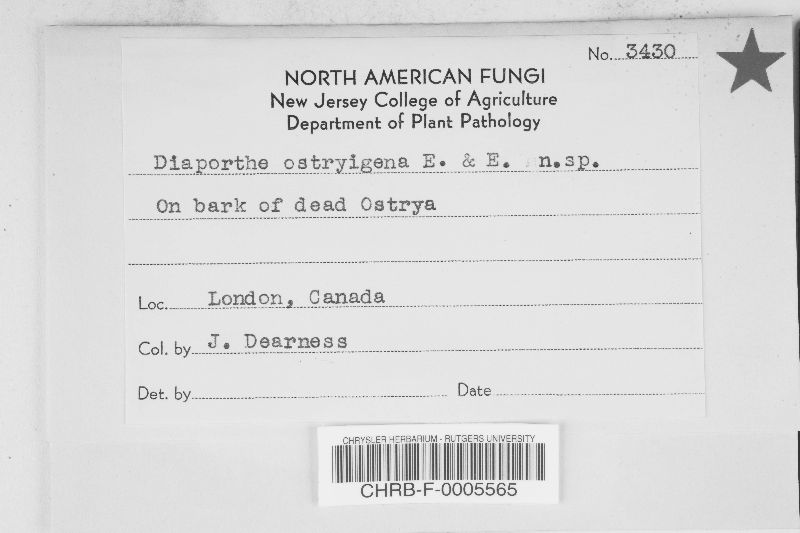 No. 3430
NORTH AMERICAN FUNGI
New Jersey College of Agriculture
Department of Plant Pathology
Diaporthe ostryigena E. & E. n.sp.
On bark of dead Ostrya
Loc. London, Canada
Col. by J. Dearness
Det. by Date
CHRYSLER HERBARIUM - RUTGERS UNIVERSITY
CHRB-F-0005565